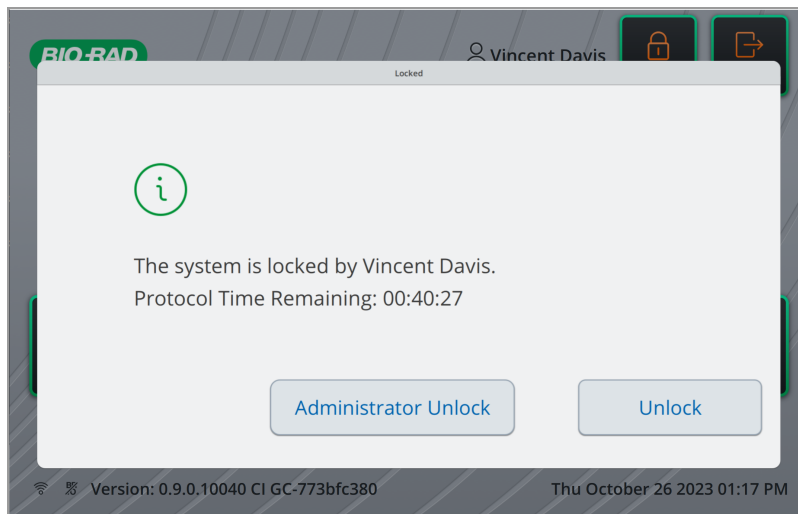 BIO-RAD
Vincent Davis
Locked
The system is locked by Vincent Davis.
Protocol Time Remaining: 00:40:27
Administrator Unlock
Unlock
Version: 0.9.0.10040 CI GC-773bfc380
Thu October 26 2023 01:17 PM